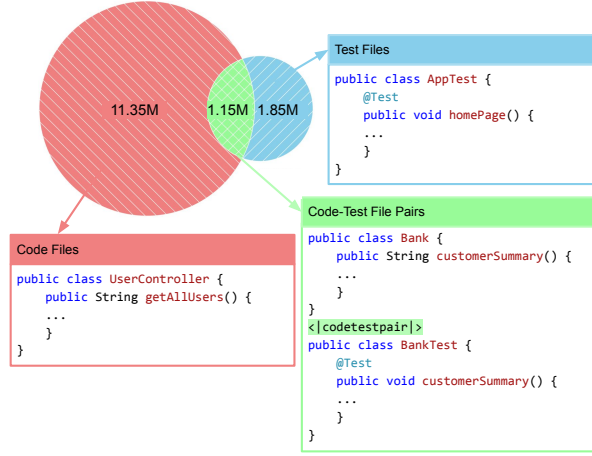 11.35M
1.15M
1.85M
Test Files
public class AppTest {
@Test
public void homePage() {
...
}
}
Code Files
public class UserController {
public String getAllUsers() {
...
}
}
Code-Test File Pairs
public class Bank {
public String customerSummary() {
...
}
}
<|codetestpair|>
public class BankTest {
@Test
public void customerSummary() {
...
}
}